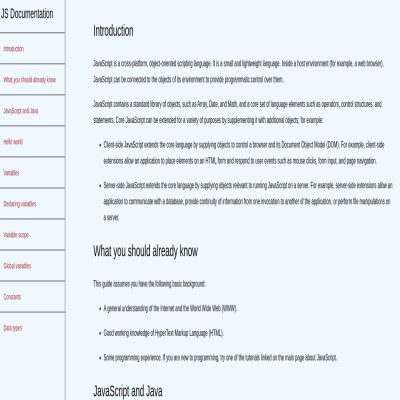 JS Documentation
Introduction
What you should already know
JavaScript and Java
Hello world
Variables
Declaring variables
Variable scope
Global variables
Constants
Data types
Introduction
JavaScript is a cross-platform, object-oriented scripting language. It is a small and lightweight language. Inside a host environment (for example, a web browser),
JavaScript can be connected to the objects of its environment to provide programmatic control over them.
JavaScript contains a standard library of objects, such as Array, Date, and Math, and a core set of language elements such as operators, control structures, and
statements. Core JavaScript can be extended for a variety of purposes by supplementing it with additional objects; for example:
• Client-side JavaScript extends the core language by supplying objects to control a browser and its Document Object Model (DOM). For example, client-side
extensions allow an application to place elements on an HTML form and respond to user events such as mouse clicks, form input, and page navigation.
• Server-side JavaScript extends the core language by supplying objects relevant to running JavaScript on a server. For example, server-side extensions allow an
application to communicate with a database, provide continuity of information from one invocation to another of the application, or perform file manipulations on
a server.
What you should already know
This guide assumes you have the following basic background:
• A general understanding of the Internet and the World Wide Web (WWW).
• Good working knowledge of HyperText Markup Language (HTML).
• Some programming experience. If you are new to programming, try one of the tutorials linked on the main page about JavaScript.
JavaScript and Java